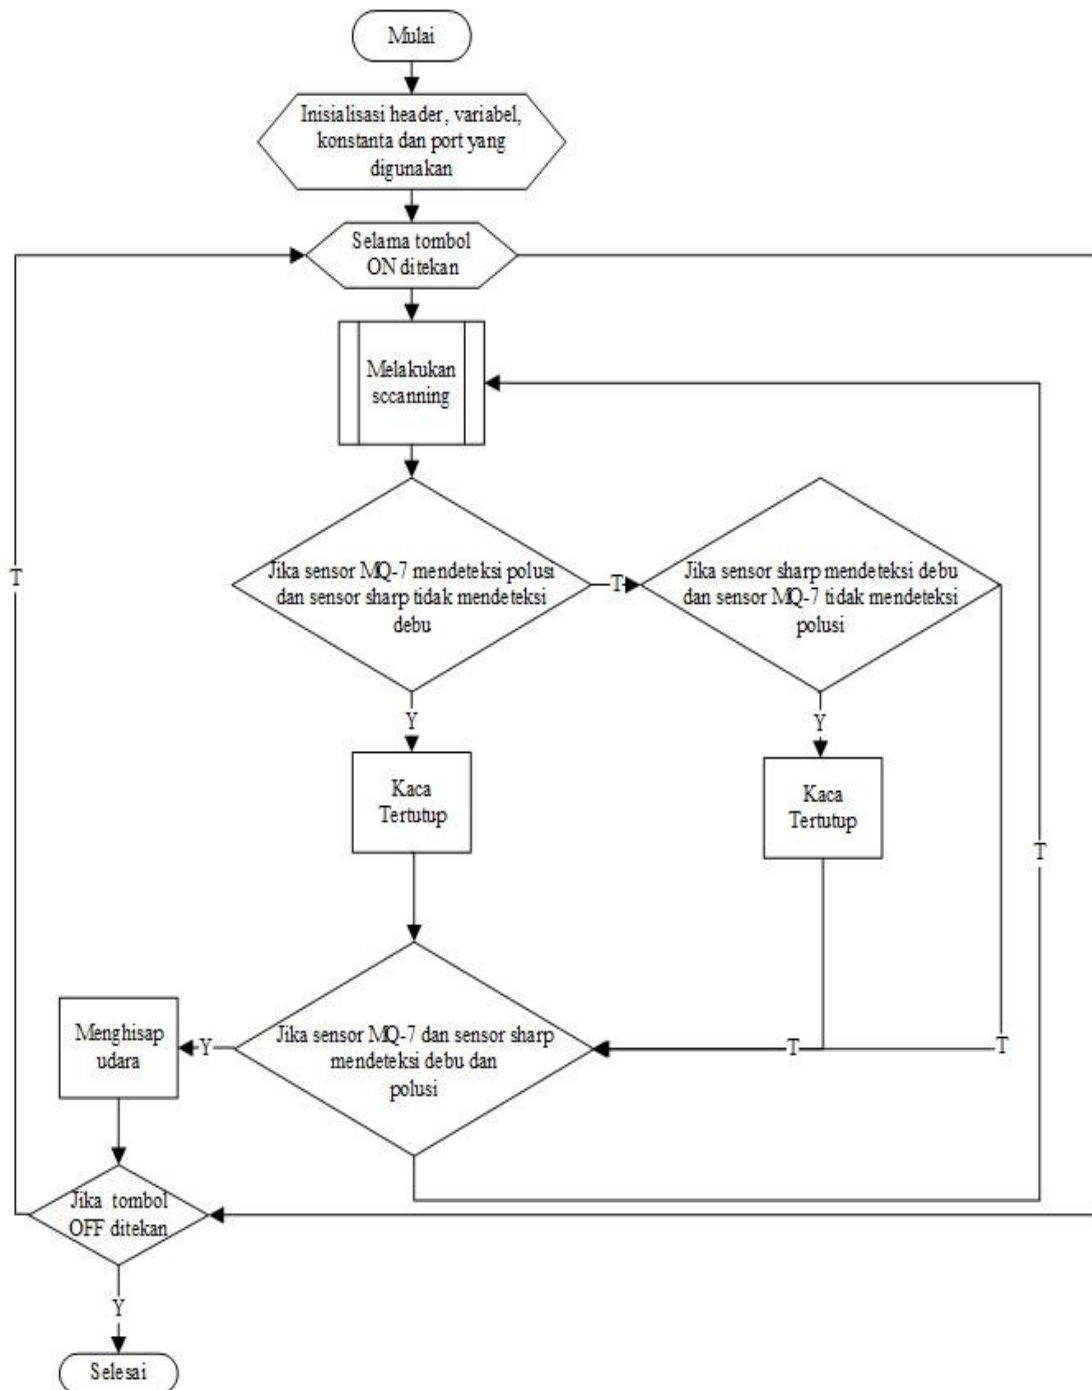 Mulai
Inisialisasi header, variabel,
konstanta dan port yang
digunakan
Selama tombol
ON ditekan
Melakukan
sccanning
Jika sensor MQ-7 mendeteksi polusi
dan sensor sharp tidak mendeteksi
debu
T
Jika sensor sharp mendeteksi debu
dan sensor MQ-7 tidak mendeteksi
polusi
T
Y
Y
Kaca
Tertutup
Kaca
Tertutup
T
Menghisap
udara
Y
Jika sensor MQ-7 dan sensor sharp
mendeteksi debu dan
polusi
T
T
Jika tombol
OFF ditekan
Y
Selesai